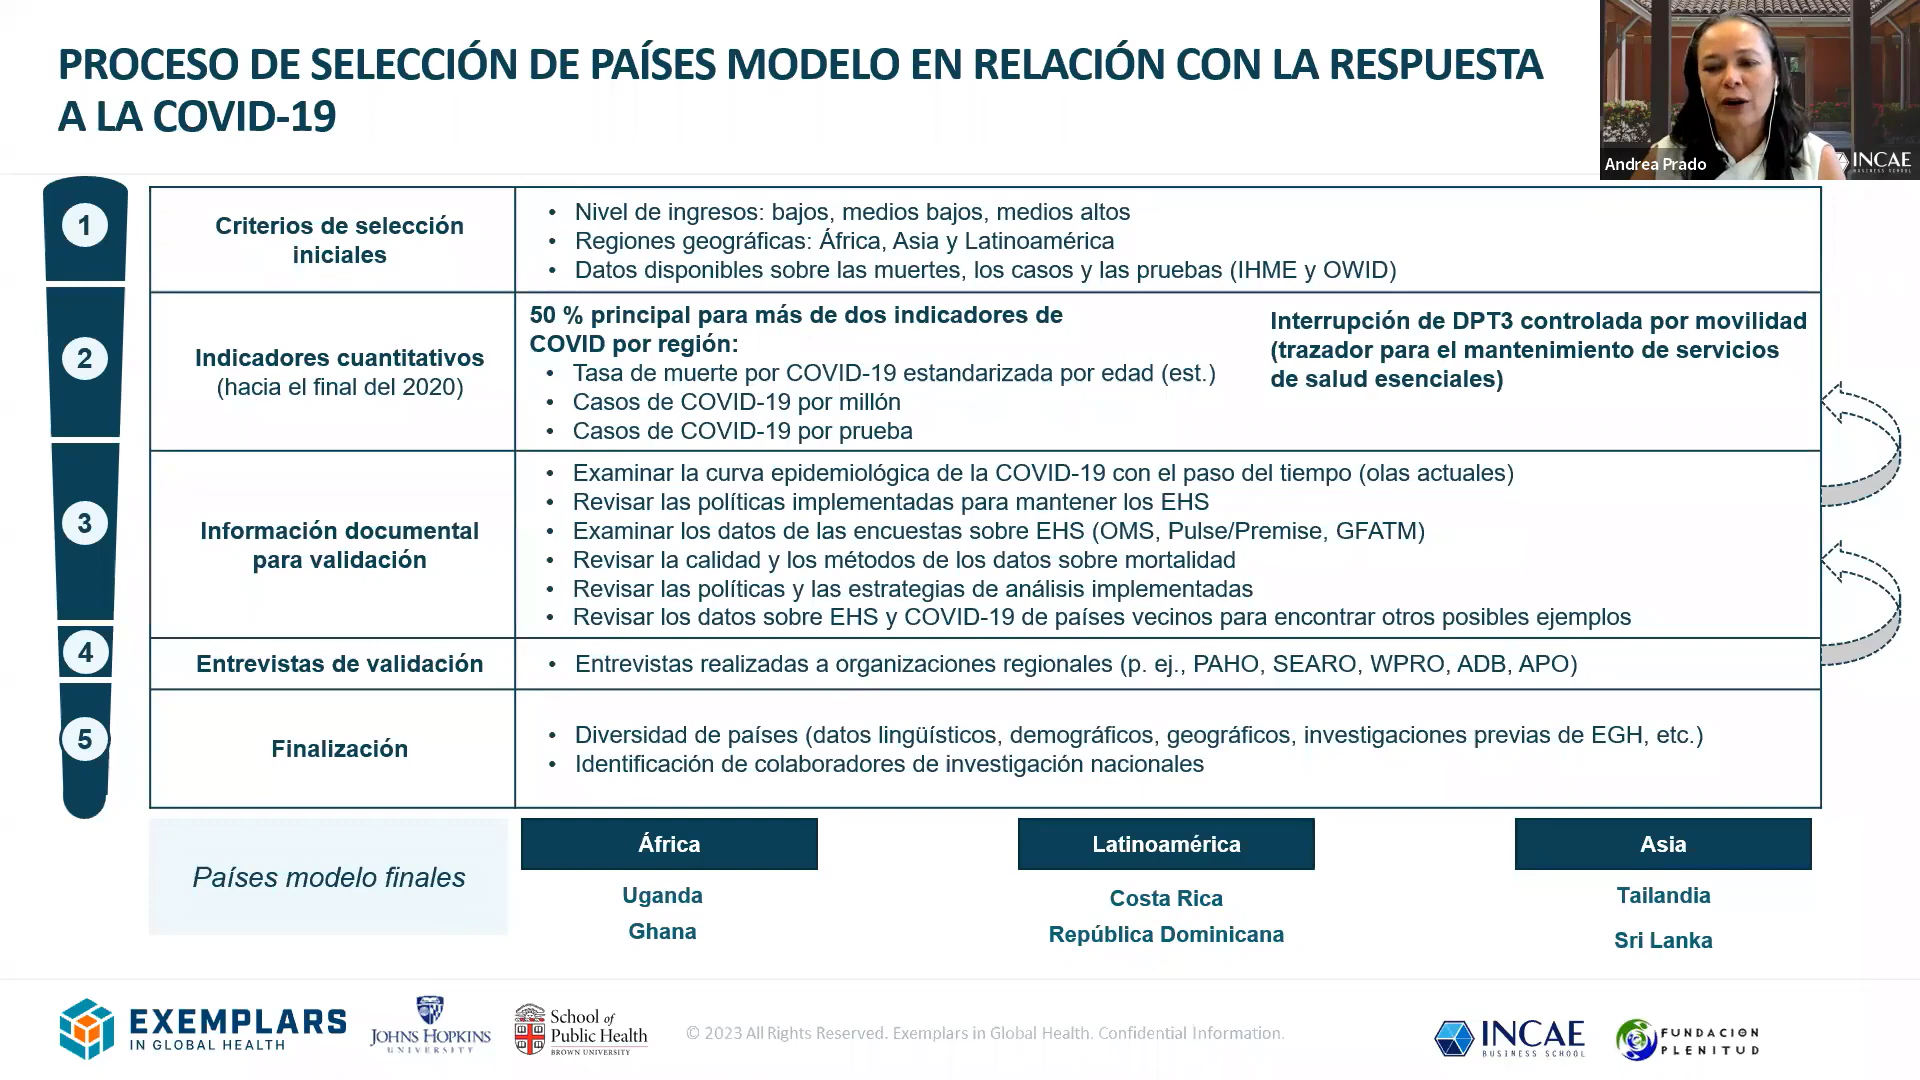 PROCESO DE SELECCIÓN DE PAÍSES MODELO EN RELACIÓN CON LA RESPUESTA
A LA COVID-19
Andrea Prado
INCAE
BUSINESS SCHOOL
1
Criterios de selección
iniciales
• Nivel de ingresos: bajos, medios bajos, medios altos
• Regiones geográficas: África, Asia y Latinoamérica
• Datos disponibles sobre las muertes, los casos y las pruebas (IHME y OWID)
2
Indicadores cuantitativos
(hacia el final del 2020)
50 % principal para más de dos indicadores de
COVID por región:
• Tasa de muerte por COVID-19 estandarizada por edad (est.)
• Casos de COVID-19 por millón
• Casos de COVID-19 por prueba
Interrupción de DPT3 controlada por movilidad
(trazador para el mantenimiento de servicios
de salud esenciales)
3
Información documental
para validación
• Examinar la curva epidemiológica de la COVID-19 con el paso del tiempo (olas actuales)
• Revisar las políticas implementadas para mantener los EHS
• Examinar los datos de las encuestas sobre EHS (OMS, Pulse/Premise, GFATM)
• Revisar la calidad y los métodos de los datos sobre mortalidad
• Revisar las políticas y las estrategias de análisis implementadas
• Revisar los datos sobre EHS y COVID-19 de países vecinos para encontrar otros posibles ejemplos
4
Entrevistas de validación
• Entrevistas realizadas a organizaciones regionales (p. ej., PAHO, SEARO, WPRO, ADB, APO)
5
Finalización
• Diversidad de países (datos lingüísticos, demográficos, geográficos, investigaciones previas de EGH, etc.)
• Identificación de colaboradores de investigación nacionales
Países modelo finales
África
Uganda
Ghana
Latinoamérica
Costa Rica
República Dominicana
Asia
Tailandia
Sri Lanka
EXEMPLARS
IN GLOBAL HEALTH
JOHNS HOPKINS
UNIVERSITY
School of
Public Health
BROWN UNIVERSITY
© 2023 All Rights Reserved. Exemplars in Global Health. Confidential Information.
INCAE
BUSINESS SCHOOL
FUNDACION
PLENITUD